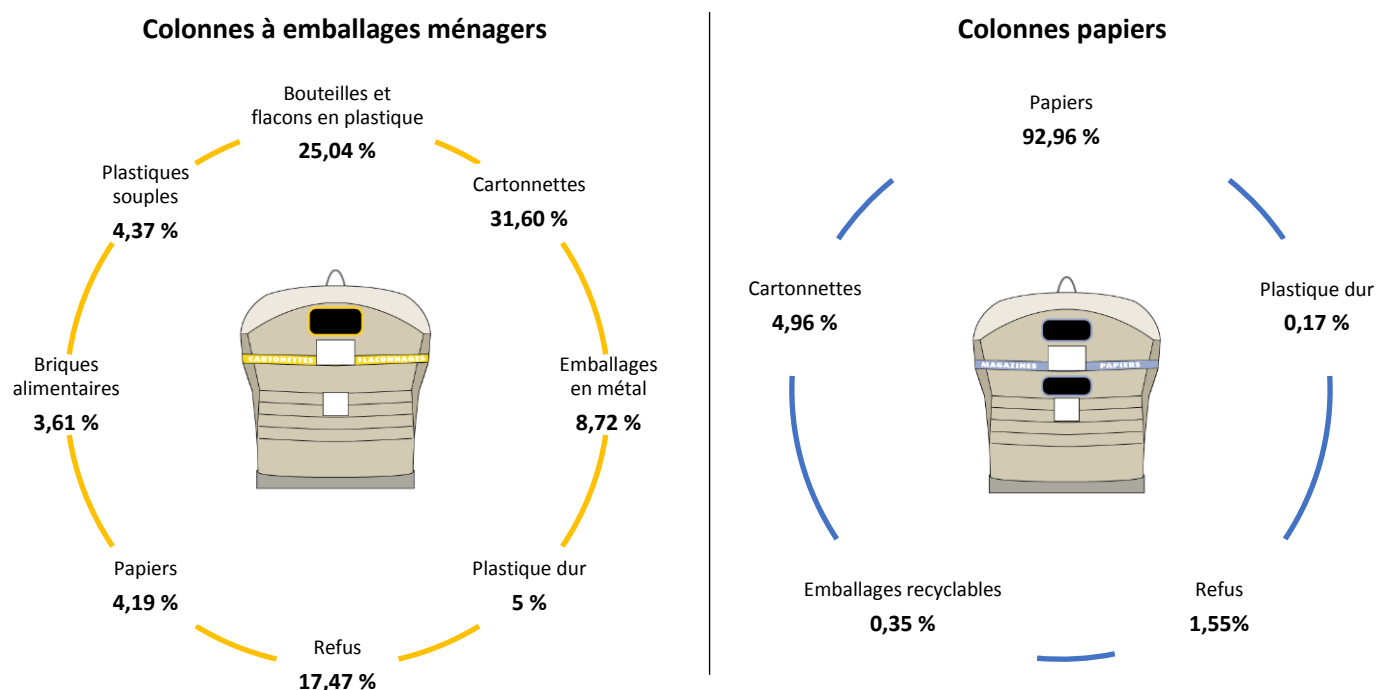 Colonnes à emballages ménagers
Bouteilles et
flacons en plastique
25,04 %
Cartonnettes
31,60 %
Emballages
en métal
8,72 %
Plastique dur
5 %
Refus
17,47 %
Papiers
4,19 %
Briques
alimentaires
3,61 %
Plastiques
souples
4,37 %
CARTONETTES
FLACONNAGES
Colonnes papiers
Papiers
92,96 %
Plastique dur
0,17 %
Refus
1,55%
Emballages recyclables
0,35 %
Cartonnettes
4,96 %
MAGAZINES
PAPIERS